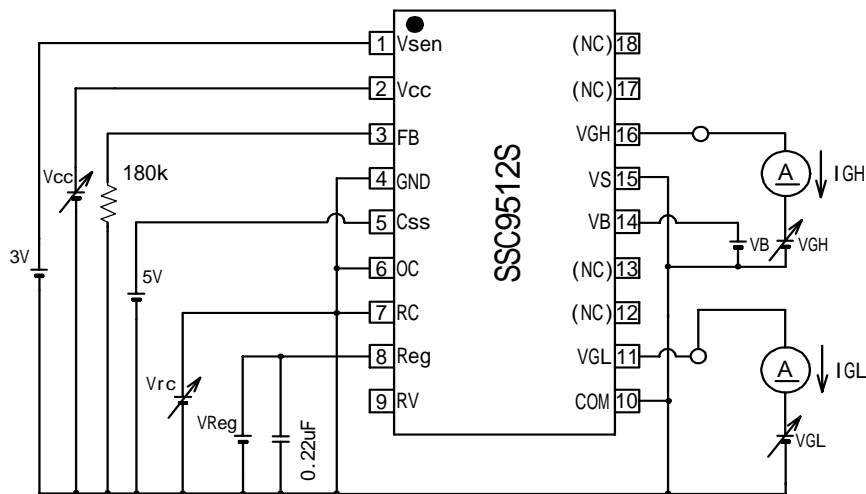 1 Vsen
2 Vcc
3 FB
4 GND
5 Css
6 OC
7 RC
8 Reg
9 RV
SSC9512S
(NC) 18
(NC) 17
VGH 16
VS 15
VB 14
(NC) 13
(NC) 12
VGL 11
COM 10
3V
Vcc
180k
5V
Vrc
VReg
0.22uF
A
IGH
VB
VGH
A
IGL
VGL